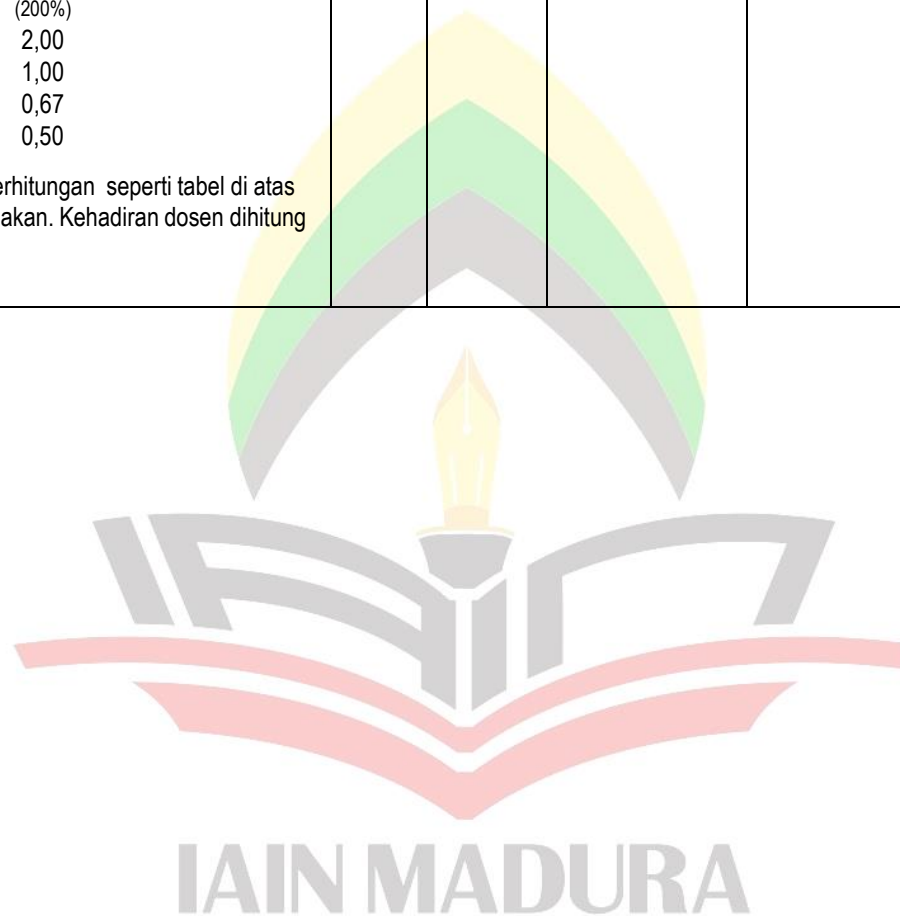 (200%)
2,00
1,00
0,67
0,50
erhitungan seperti tabel di atas
akan. Kehadiran dosen dihitung
IAIN MADURA